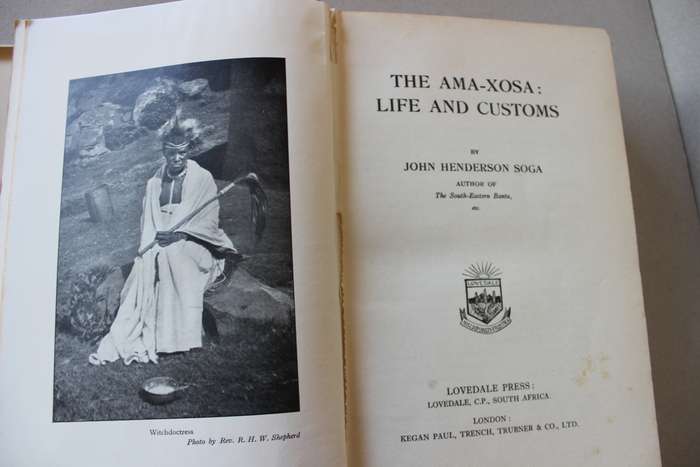 Witchdoctress
Photo by Rev. R. H. W. Shepherd
THE AMA-XOSA:
LIFE AND CUSTOMS
BY
JOHN HENDERSON SOGA
AUTHOR OF
The South-Eastern Bantu,
etc.
LOVEDALE
LOVEDALE PRESS:
LOVEDALE, C.P., SOUTH AFRICA.
LONDON:
KEGAN PAUL, TRENCH, TRUBNER & CO., LTD.